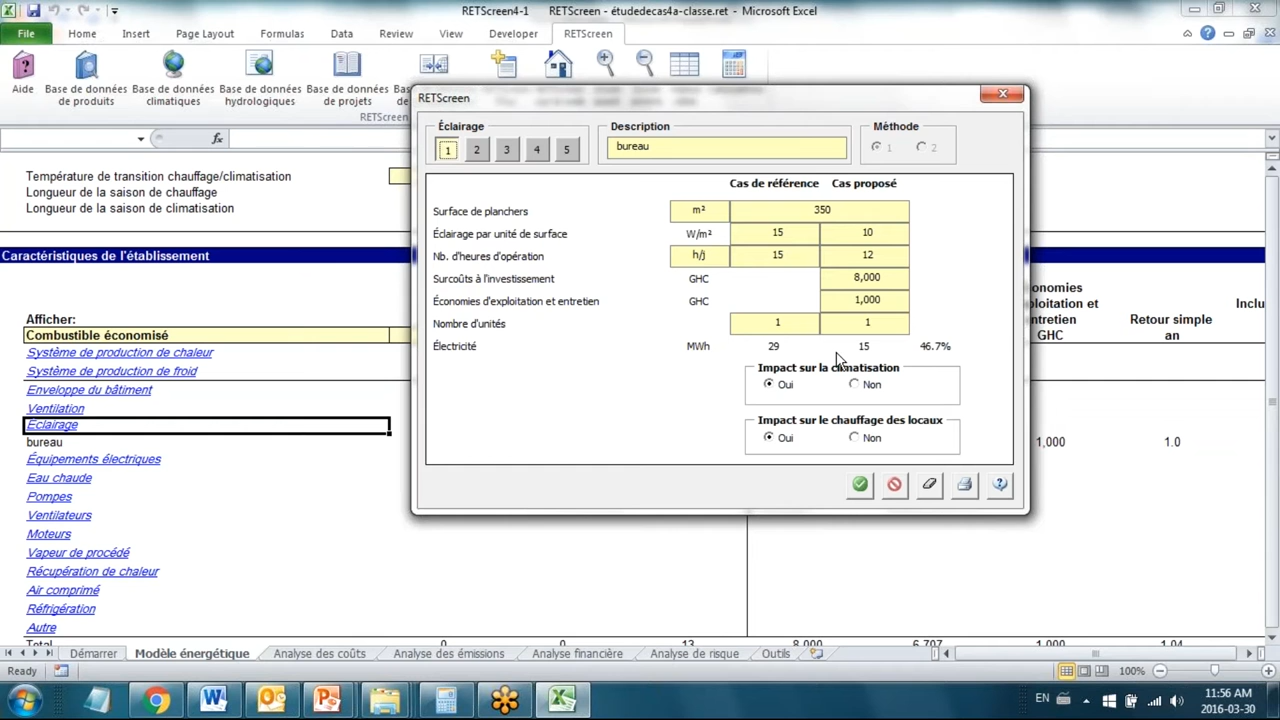 RETScreen4-1 RETScreen - étudedecas4a-classe.ret - Microsoft Excel
File Home Insert Page Layout Formulas Data Review View Developer RETScreen
Aide
Base de données de produits
Base de données climatiques
Base de données hydrologiques
Base de données de projets
RETScreen
fx
Température de transition chauffage/climatisation
Longueur de la saison de chauffage
Longueur de la saison de climatisation
Caractéristiques de l'établissement
Afficher:
Combustible économisé
Retour simple
GHC an
Système de production de chaleur
Système de production de froid
Enveloppe du bâtiment
Ventilation
Éclairage
bureau 1,000 1.0
Équipements électriques
Eau chaude
Pompes
Ventilateurs
Moteurs
Vapeur de procédé
Récupération de chaleur
Air comprimé
Réfrigération
Autre
Total 0 0 13 8,000 6,707 1,000 1.04
RETScreen
Éclairage
1 2 3 4 5
Description
bureau
Méthode
1 2
Cas de référence Cas proposé
Surface de planchers m² 350
Éclairage par unité de surface W/m² 15 10
Nb. d'heures d'opération h/j 15 12
Surcoûts à l'investissement GHC 8,000
Économies d'exploitation et entretien GHC 1,000
Nombre d'unités 1 1
Électricité MWh 29 15 46.7%
Impact sur la climatisation
Oui Non
Impact sur le chauffage des locaux
Oui Non
Démarrer Modèle énergétique Analyse des coûts Analyse des émissions Analyse financière Analyse de risque Outils
Ready 100%
EN 11:56 AM
2016-03-30